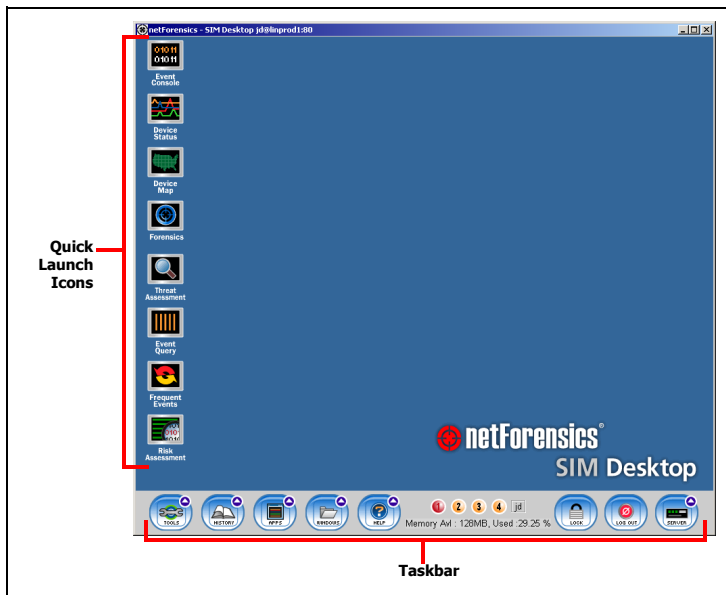 netForensics - SIM Desktop jd@linprod1:80
01011
01011
Event
Console
Device
Status
Device
Map
Forensics
Quick
Launch
Icons
Threat
Assessment
Event
Query
Frequent
Events
Risk
Assessment
netForensics®
SIM Desktop
TOOLS
HISTORY
APPS
WINDOWS
HELP
1 2 3 4 jd
Memory Avl : 128MB, Used :29.25 %
LOCK
LOG OUT
SERVER
Taskbar